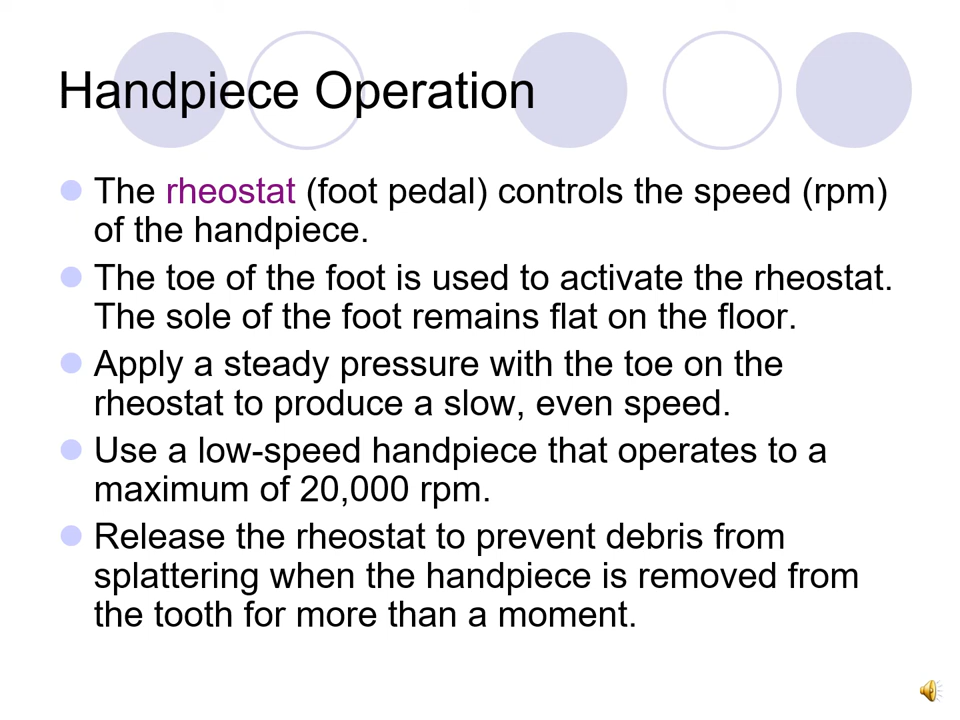 Handpiece Operation
The rheostat (foot pedal) controls the speed (rpm)
of the handpiece.
The toe of the foot is used to activate the rheostat.
The sole of the foot remains flat on the floor.
Apply a steady pressure with the toe on the
rheostat to produce a slow, even speed.
Use a low-speed handpiece that operates to a
maximum of 20,000 rpm.
Release the rheostat to prevent debris from
splattering when the handpiece is removed from
the tooth for more than a moment.